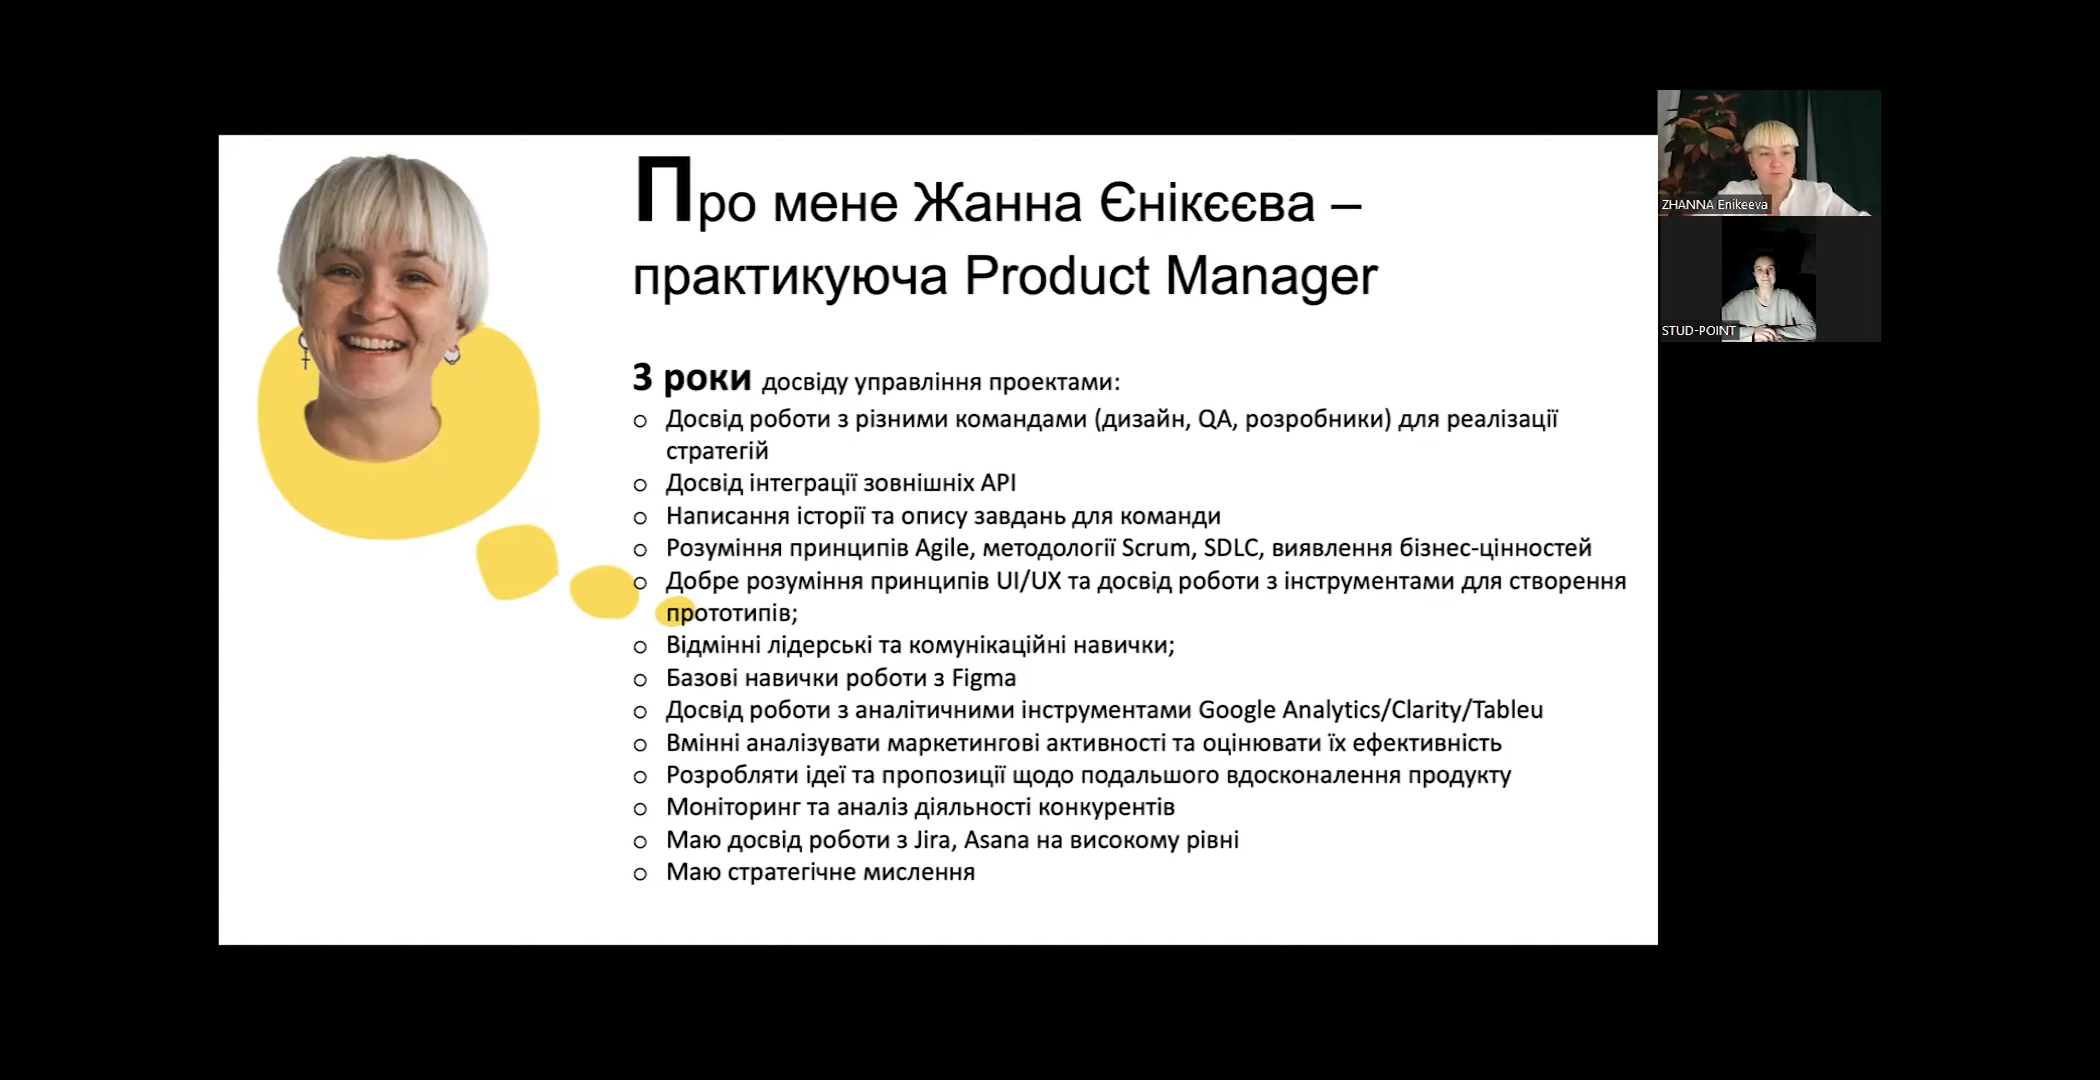 Про мене Жанна Єнікєєва –
практикуюча Product Manager
3 роки досвіду управління проектами:
o Досвід роботи з різними командами (дизайн, QA, розробники) для реалізації
стратегій
o Досвід інтеграції зовнішніх API
o Написання історії та опису завдань для команди
o Розуміння принципів Agile, методології Scrum, SDLC, виявлення бізнес-цінностей
o Добре розуміння принципів UI/UX та досвід роботи з інструментами для створення
прототипів;
o Відмінні лідерські та комунікаційні навички;
o Базові навички роботи з Figma
o Досвід роботи з аналітичними інструментами Google Analytics/Clarity/Tableu
o Вмінні аналізувати маркетингові активності та оцінювати їх ефективність
o Розробляти ідеї та пропозиції щодо подальшого вдосконалення продукту
o Моніторинг та аналіз діяльності конкурентів
o Маю досвід роботи з Jira, Asana на високому рівні
o Маю стратегічне мислення
ZHANNA Enikeeva
STUD-POINT